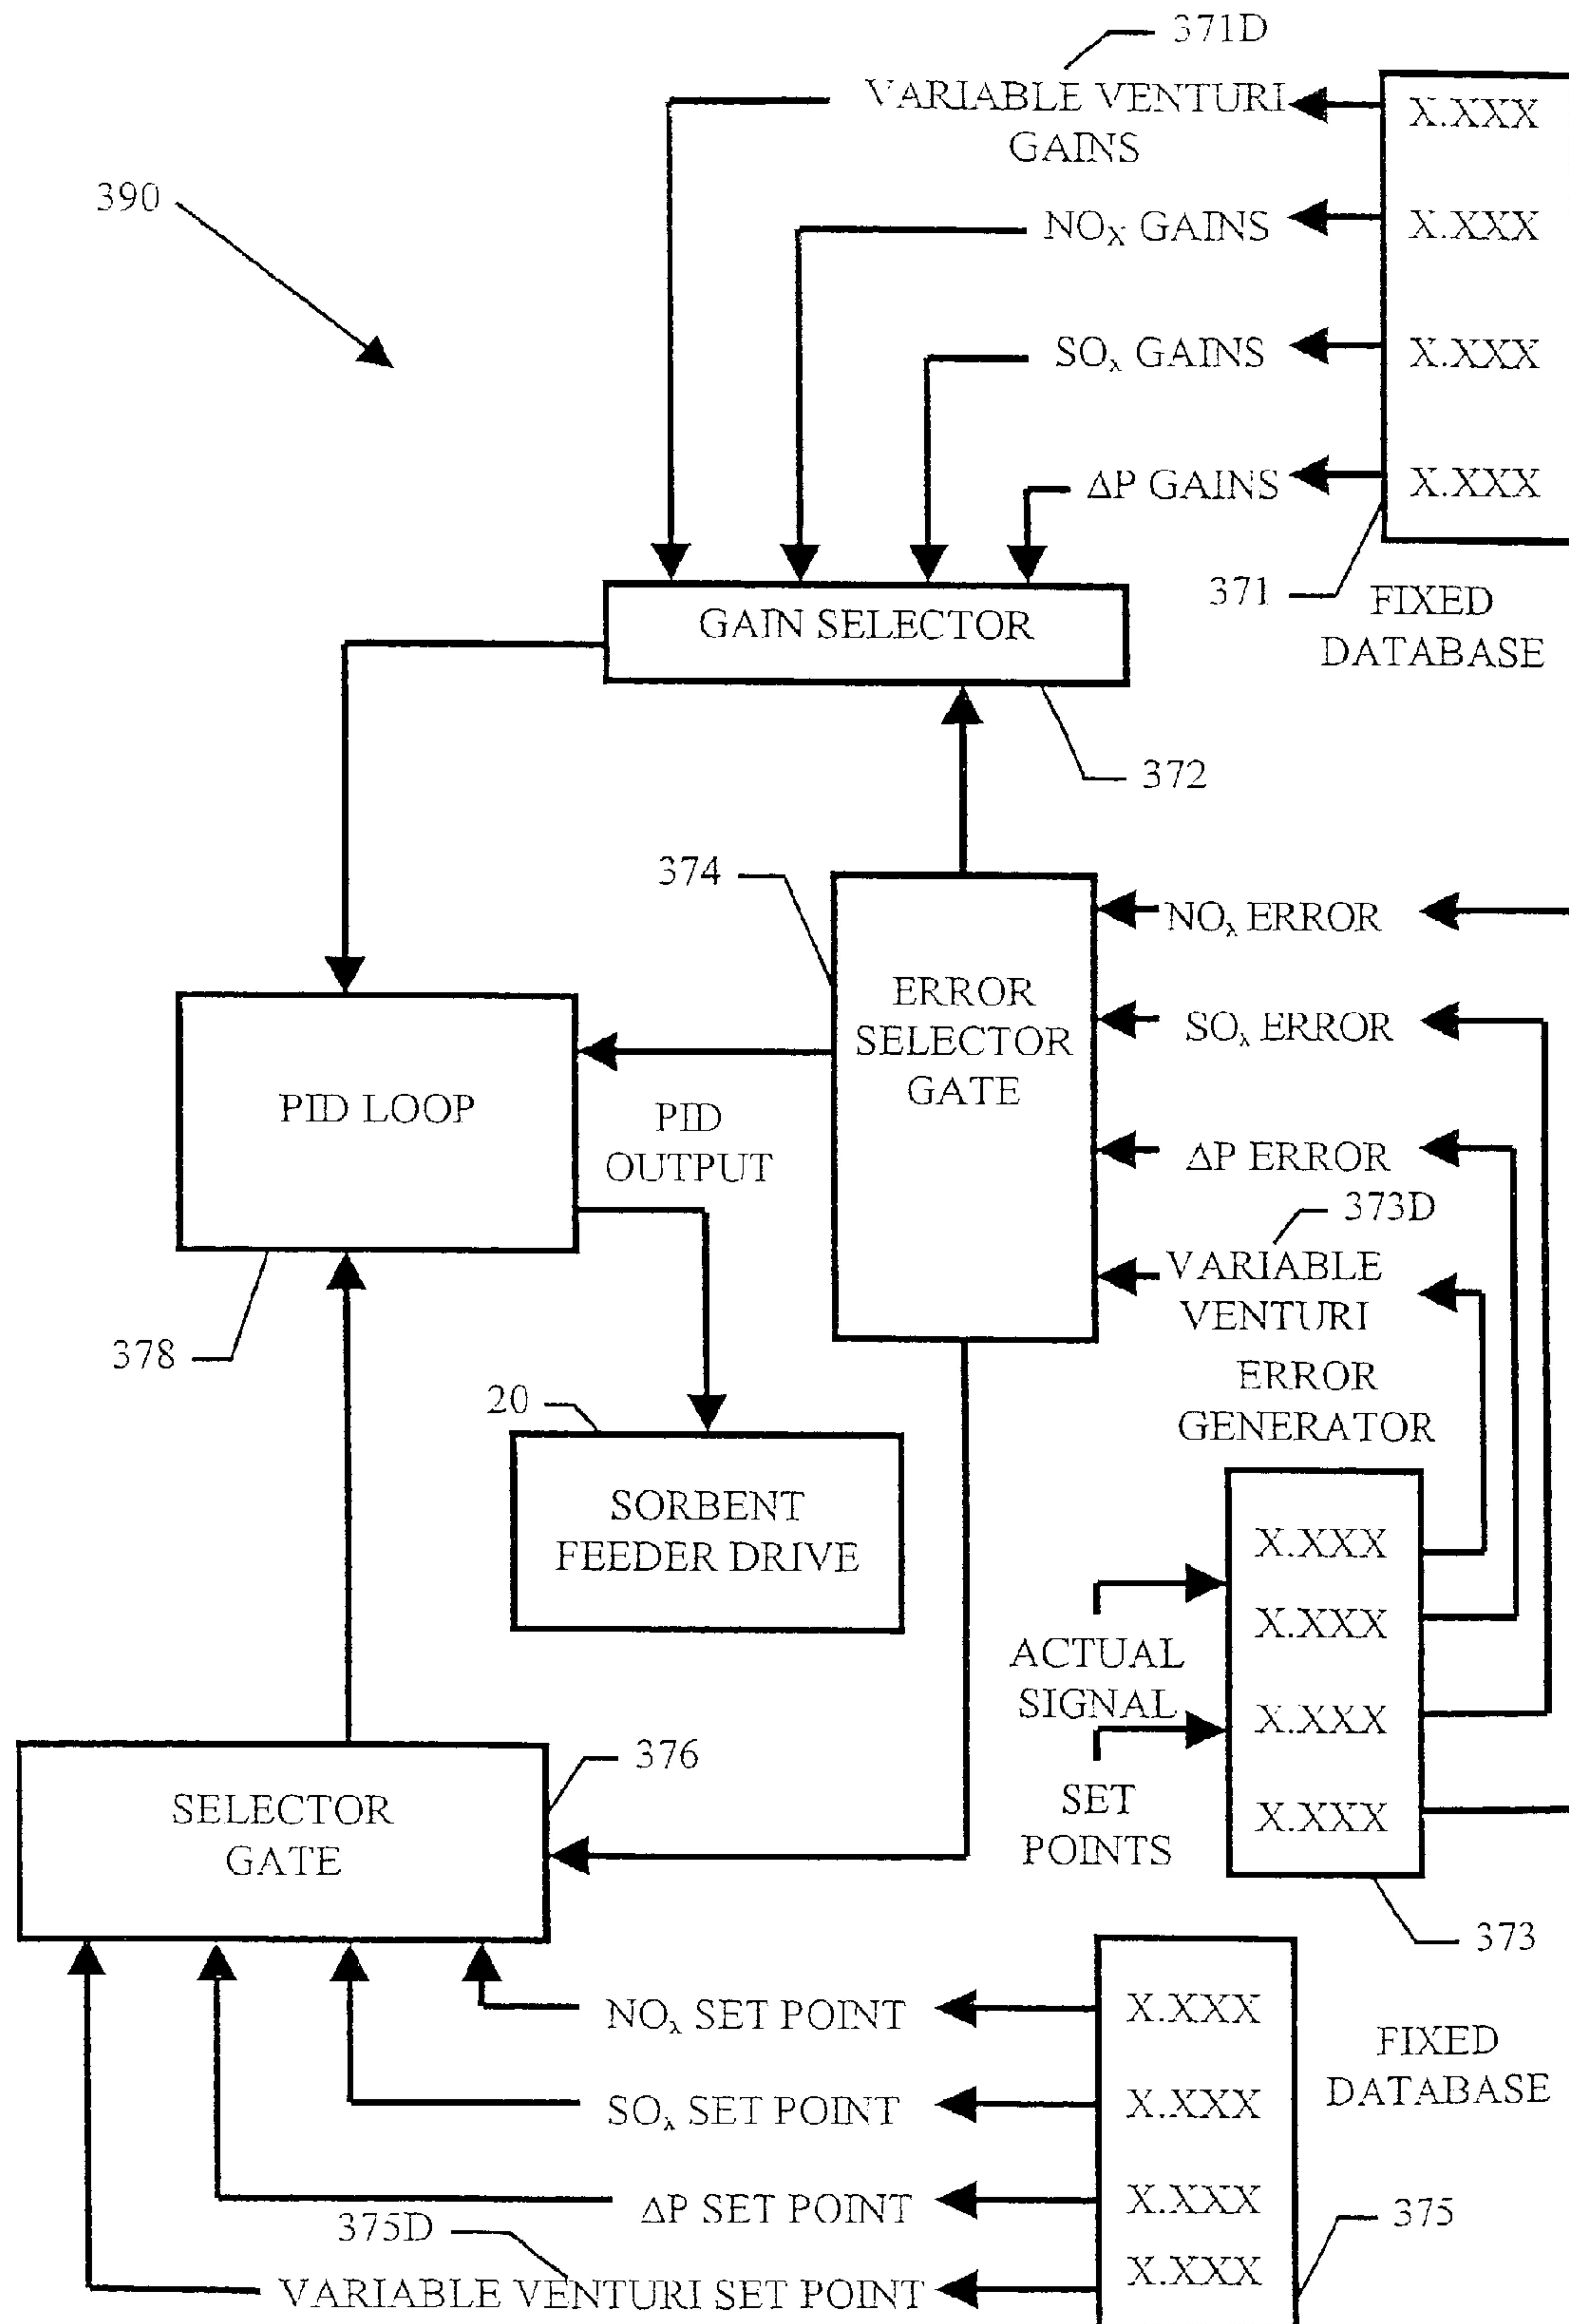 371D
VARIABLE VENTURI
GAINS
X.XXX
390
NOX GAINS
X.XXX
SOx GAINS
X.XXX
ΔP GAINS
X.XXX
371
FIXED
DATABASE
GAIN SELECTOR
372
374
NOx ERROR
ERROR
SELECTOR
GATE
SOx ERROR
PID LOOP
PID
OUTPUT
ΔP ERROR
373D
VARIABLE
VENTURI
378
20
ERROR
GENERATOR
SORBENT
FEEDER DRIVE
X.XXX
X.XXX
X.XXX
X.XXX
ACTUAL
SIGNAL
SET
POINTS
376
SELECTOR
GATE
373
NOx SET POINT
X.XXX
FIXED
DATABASE
SOx SET POINT
X.XXX
ΔP SET POINT
X.XXX
375
375D
VARIABLE VENTURI SET POINT
X.XXX